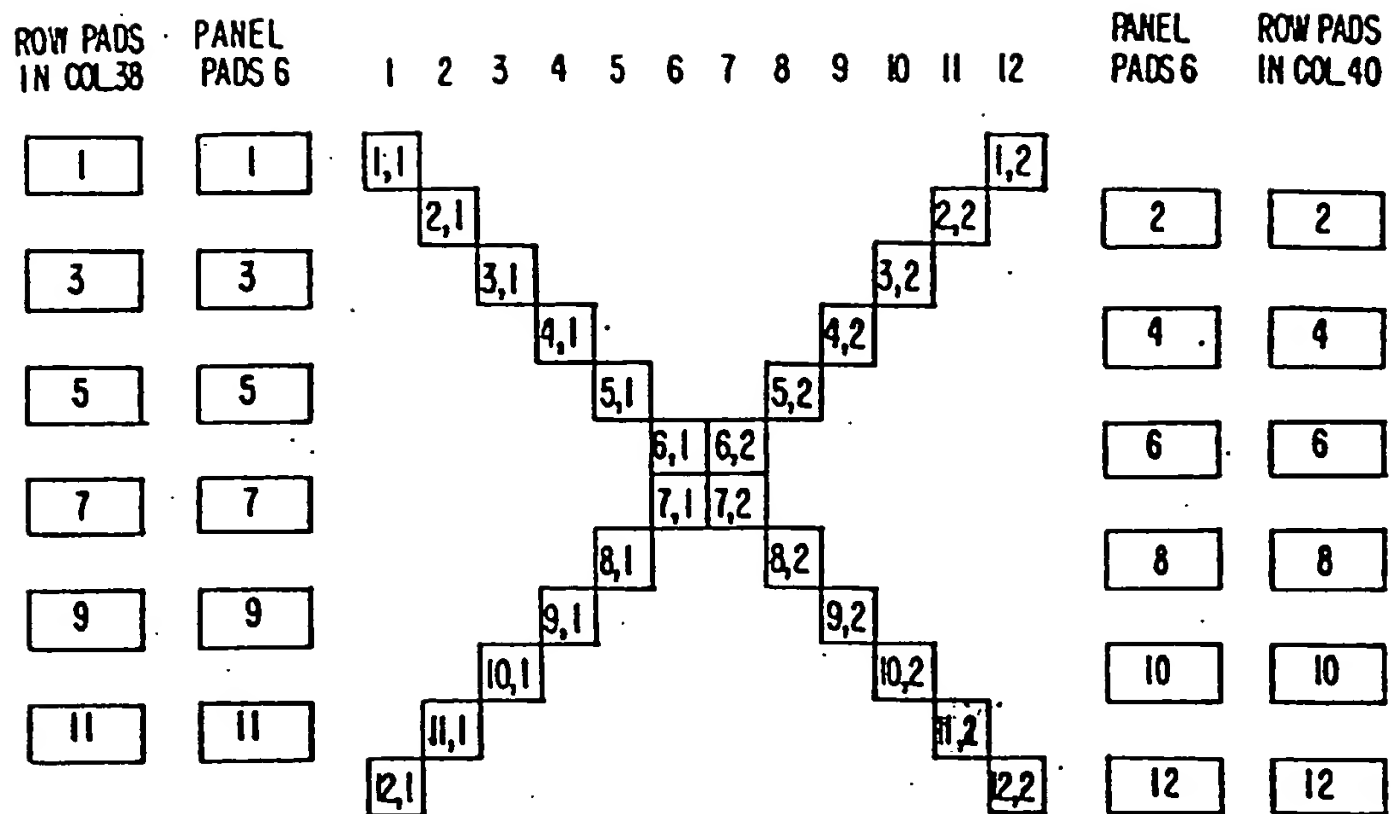 ROW PADS IN COL.38 PANEL PADS 6 1 2 3 4 5 6 7 8 9 10 11 12 PANEL PADS 6 ROW PADS IN COL.40
1 1 1,1 1,2
2,1 2,2 2 2
3 3 3,1 3,2
4,1 4,2 4 4
5 5 5,1 5,2
6,1 6,2 6 6
7 7 7,1 7,2
8,1 8,2 8 8
9 9 9,1 9,2
10,1 10,2 10 10
11 11 11,1 11,2
12,1 12,2 12 12